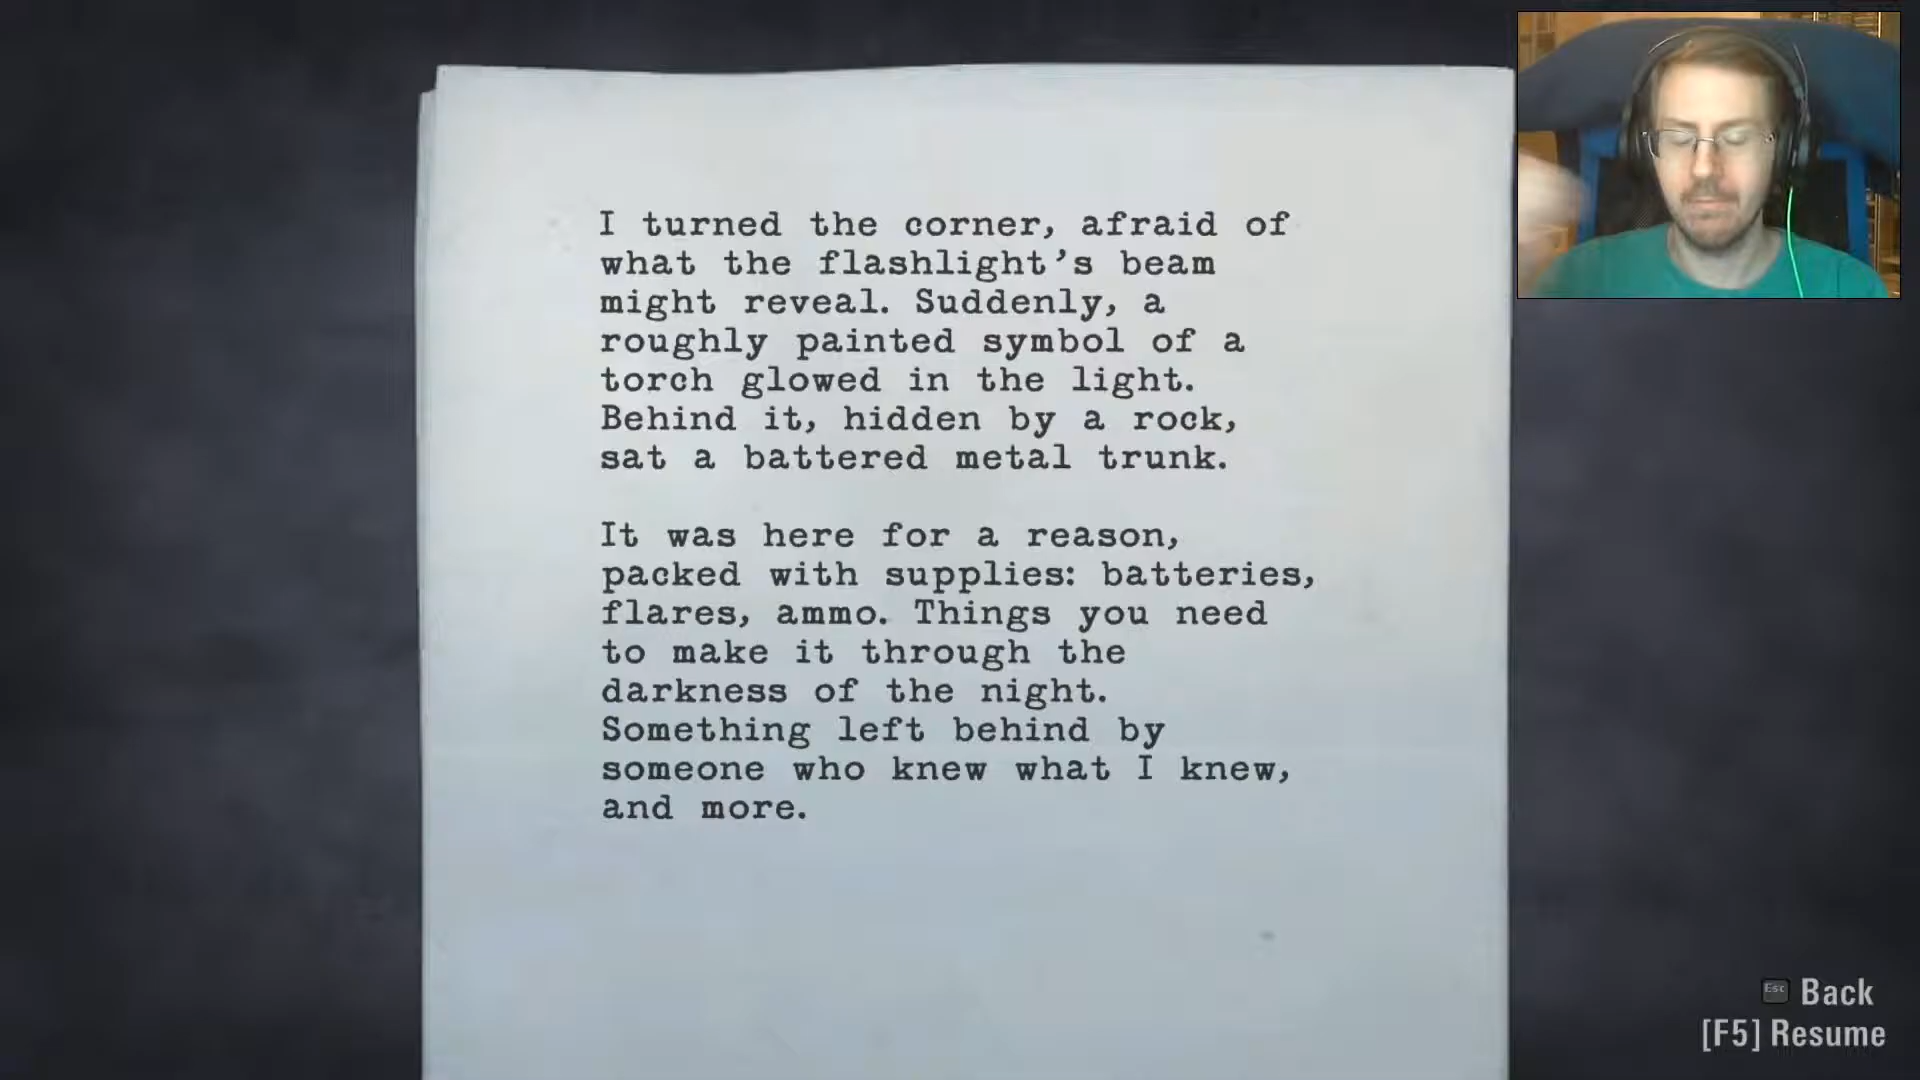 I turned the corner, afraid of
what the flashlight’s beam
might reveal. Suddenly, a
roughly painted symbol of a
torch glowed in the light.
Behind it, hidden by a rock,
sat a battered metal trunk.
It was here for a reason,
packed with supplies: batteries,
flares, ammo. Things you need
to make it through the
darkness of the night.
Something left behind by
someone who knew what I knew,
and more.
Esc Back
[F5] Resume